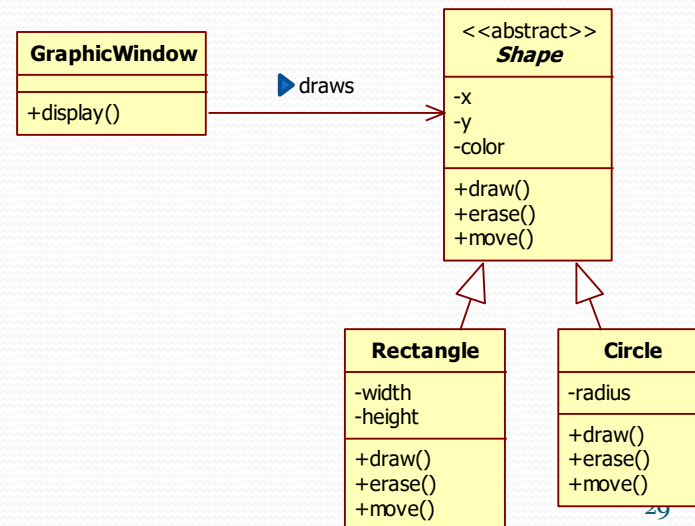 GraphicWindow
+display()
draws
<<abstract>>
Shape
-x
-y
-color
+draw()
+erase()
+move()
Rectangle
-width
-height
+draw()
+erase()
+move()
Circle
-radius
+draw()
+erase()
+move()
29